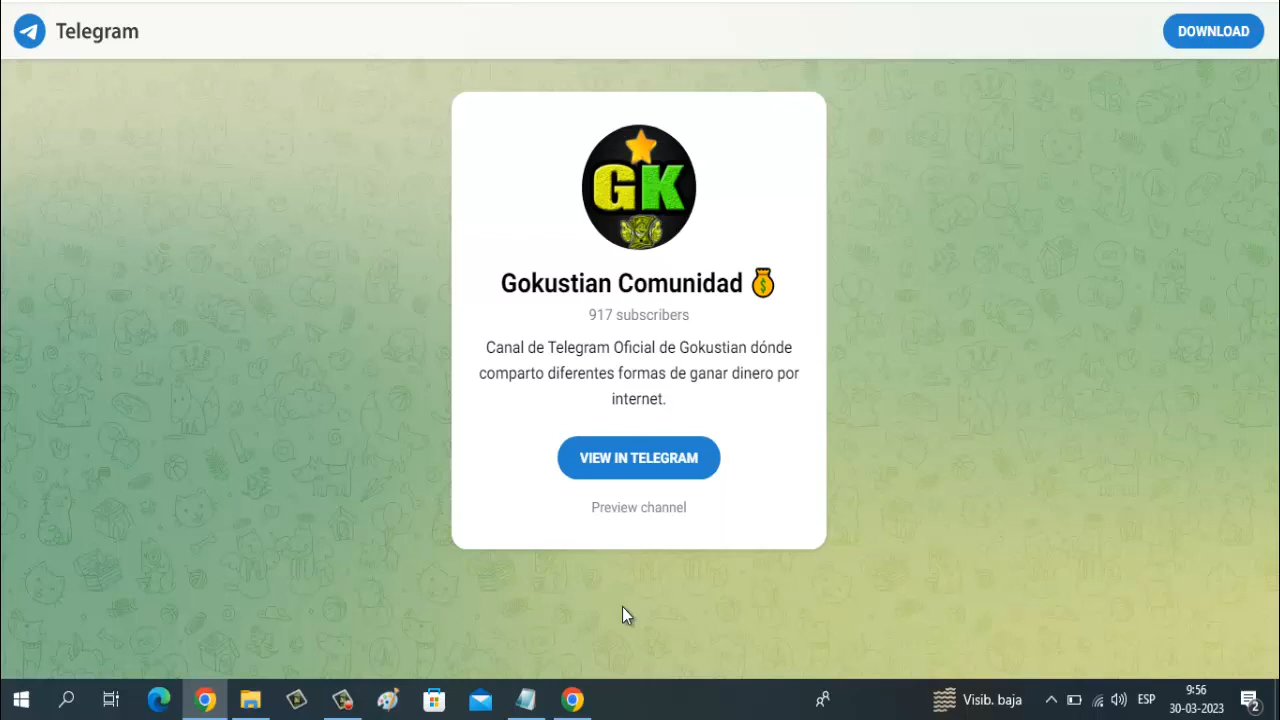 Telegram
DOWNLOAD
GK
Gokustian Comunidad
917 subscribers
Canal de Telegram Oficial de Gokustian dónde
comparto diferentes formas de ganar dinero por
internet.
VIEW IN TELEGRAM
Preview channel
Visib. baja
ESP
9:56
30-03-2023
2